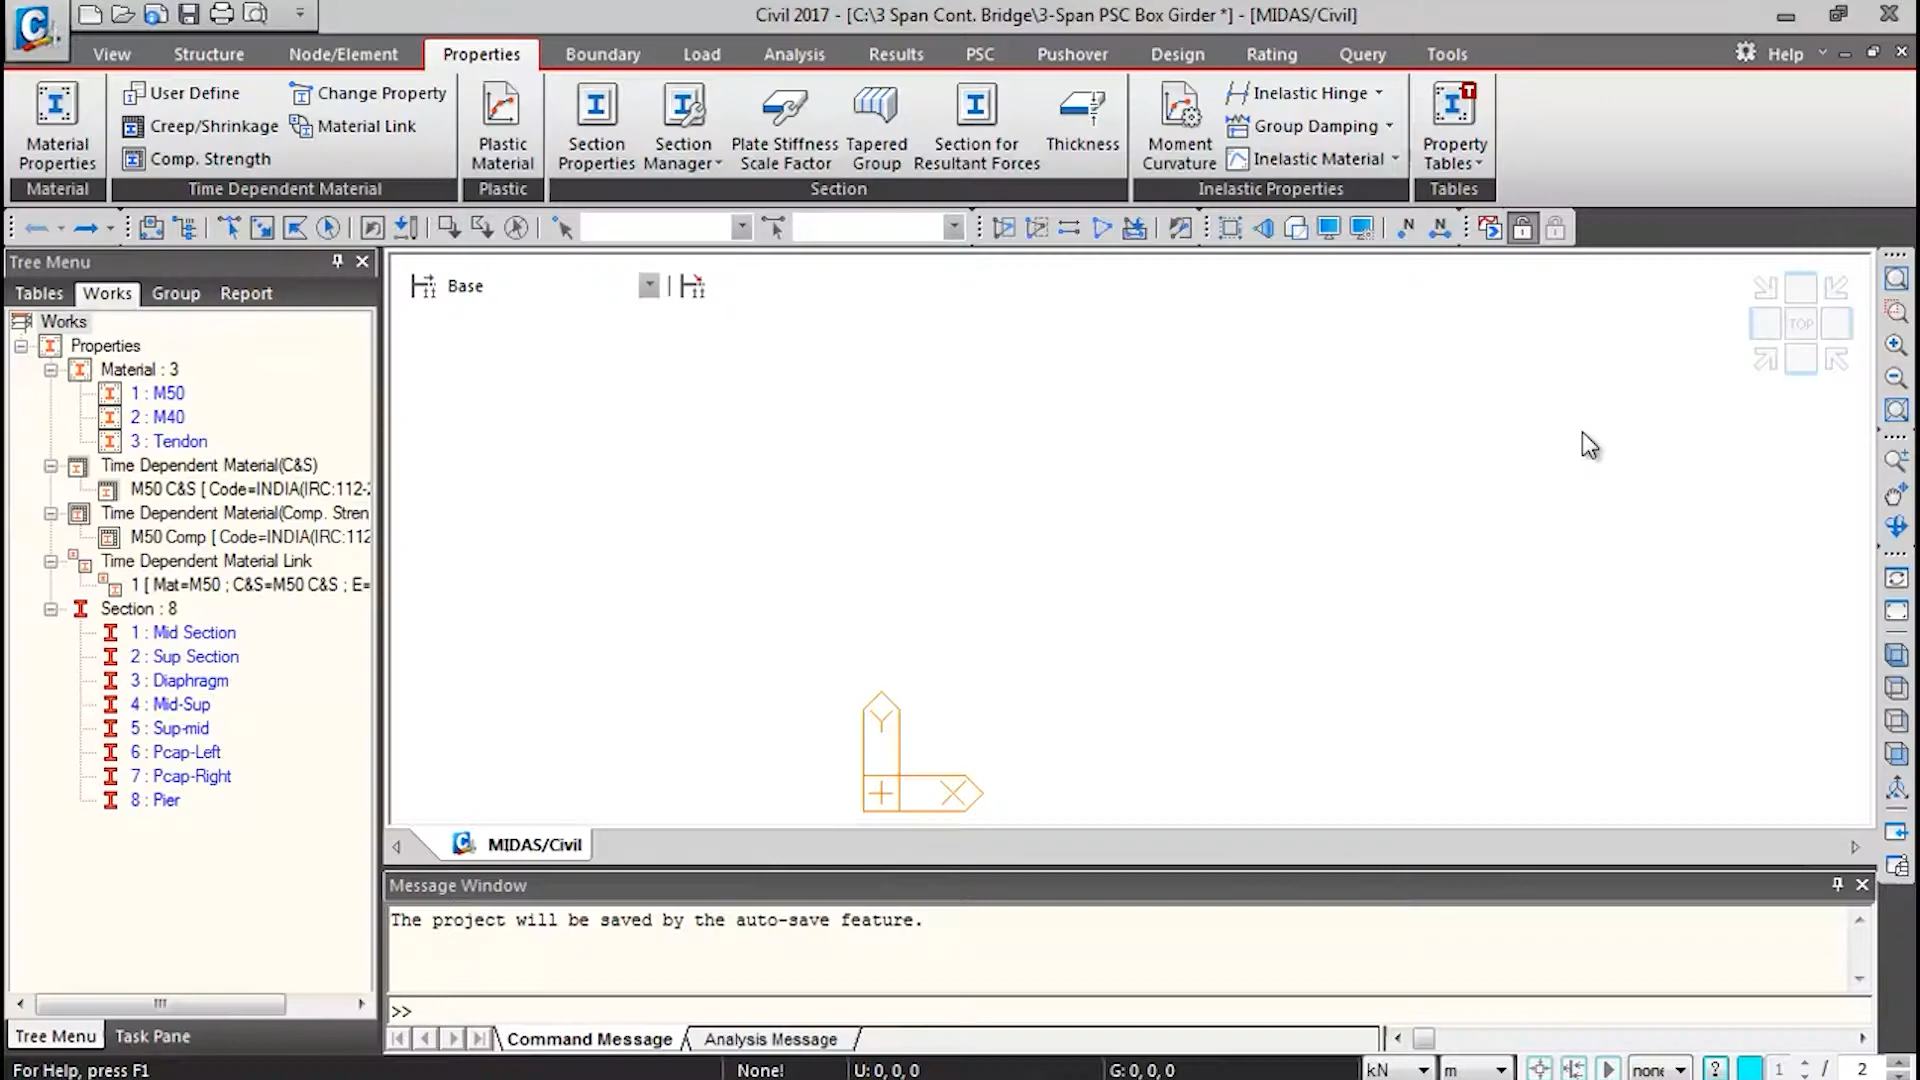 Civil 2017 - [C:\3 Span Cont. Bridge\3-Span PSC Box Girder *] - [MIDAS/Civil]
View Structure Node/Element Properties Boundary Load Analysis Results PSC Pushover Design Rating Query Tools Help
Material Properties
Material
User Define
Creep/Shrinkage
Comp. Strength
Change Property
Material Link
Time Dependent Material
Plastic Material
Plastic
Section Properties
Section Manager
Plate Stiffness Scale Factor
Tapered Group
Section for Resultant Forces
Thickness
Section
Moment Curvature
Inelastic Hinge
Group Damping
Inelastic Material
Inelastic Properties
Property Tables
Tables
Tree Menu
Tables Works Group Report
Works
Properties
Material : 3
1 : M50
2 : M40
3 : Tendon
Time Dependent Material(C&S)
M50 C&S [ Code=INDIA(IRC:112-
Time Dependent Material(Comp. Stren
M50 Comp [ Code=INDIA(IRC:112
Time Dependent Material Link
1 [ Mat=M50 ; C&S=M50 C&S ; E=
Section : 8
1 : Mid Section
2 : Sup Section
3 : Diaphragm
4 : Mid-Sup
5 : Sup-mid
6 : Pcap-Left
7 : Pcap-Right
8 : Pier
Tree Menu Task Pane
Base
TOP
Y
X
MIDAS/Civil
Message Window
The project will be saved by the auto-save feature.
>>
Command Message Analysis Message
For Help, press F1 None! U: 0, 0, 0 G: 0, 0, 0 kN m none ? 1 / 2